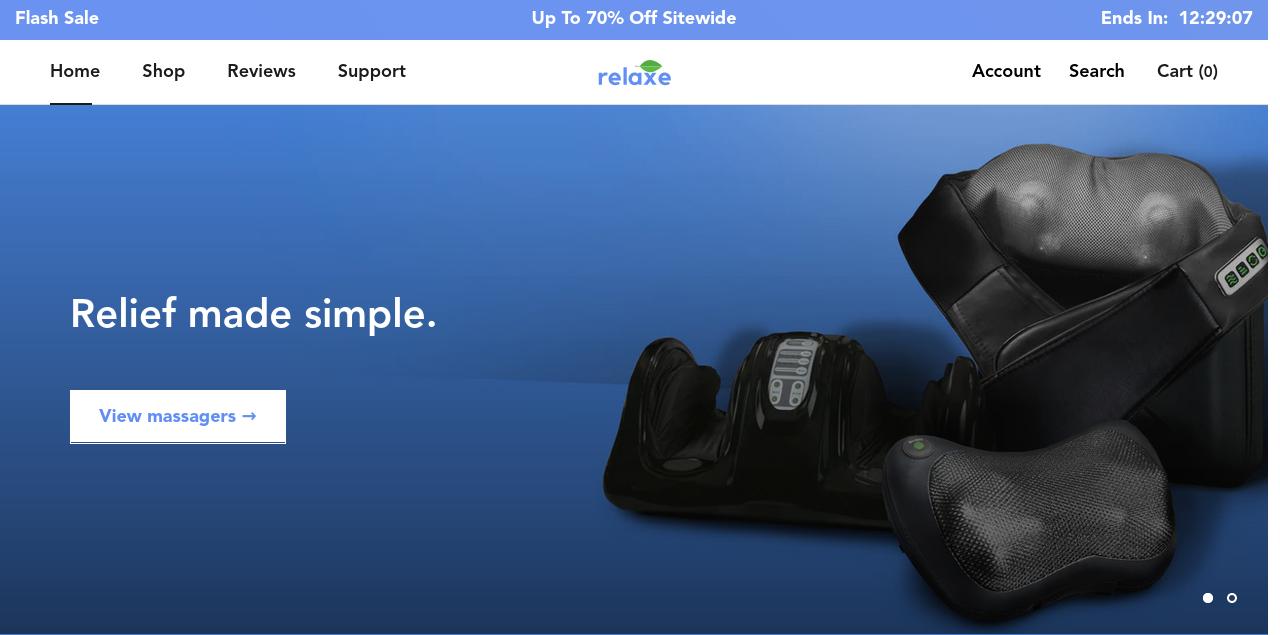 Flash Sale
Up To 70% Off Sitewide
Ends In: 12:29:07
Home
Shop
Reviews
Support
relaxe
Account
Search
Cart (0)
Relief made simple.
View massagers →